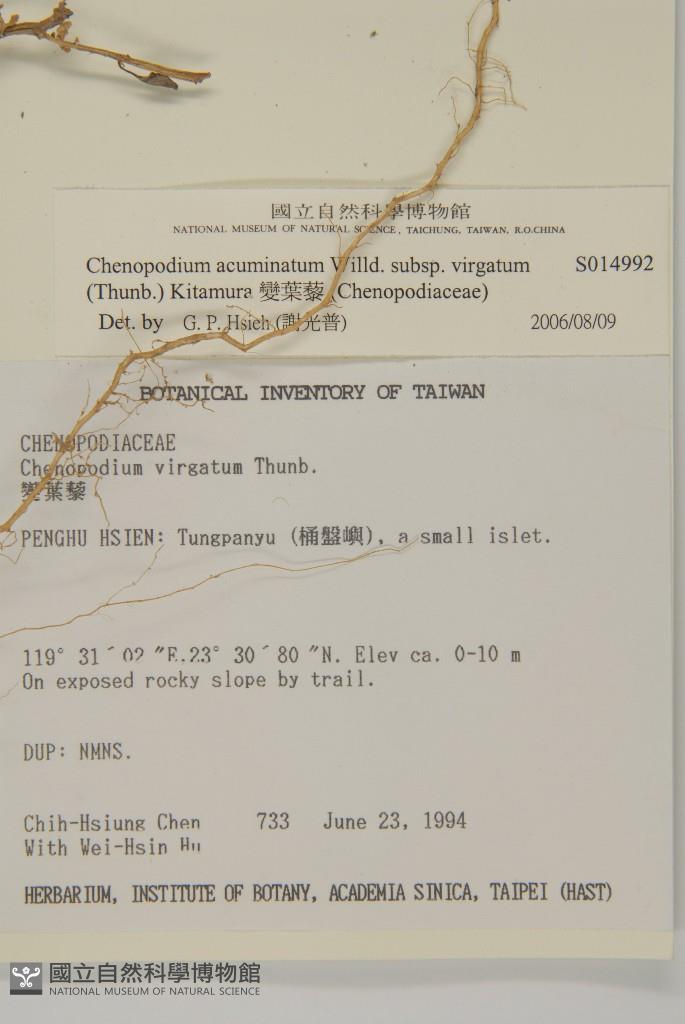 國立自然科學博物館
NATIONAL MUSEUM OF NATURAL SCIENCE, TAICHUNG, TAIWAN, R.O.CHINA
Chenopodium acuminatum Willd. subsp. virgatum S014992
(Thunb.) Kitamura 變葉藜 (Chenopodiaceae)
Det. by G. P. Hsieh (謝光普) 2006/08/09
BOTANICAL INVENTORY OF TAIWAN
CHENOPODIACEAE
Chenopodium virgatum Thunb.
變葉藜
PENGHU HSIEN: Tungpanyu (桶盤嶼), a small islet.
119° 31´02 ″E.23° 30´80 ″N. Elev ca. 0-10 m
On exposed rocky slope by trail.
DUP: NMNS.
Chih-Hsiung Chen 733 June 23, 1994
With Wei-Hsin Hu
HERBARIUM, INSTITUTE OF BOTANY, ACADEMIA SINICA, TAIPEI (HAST)
國立自然科學博物館
NATIONAL MUSEUM OF NATURAL SCIENCE